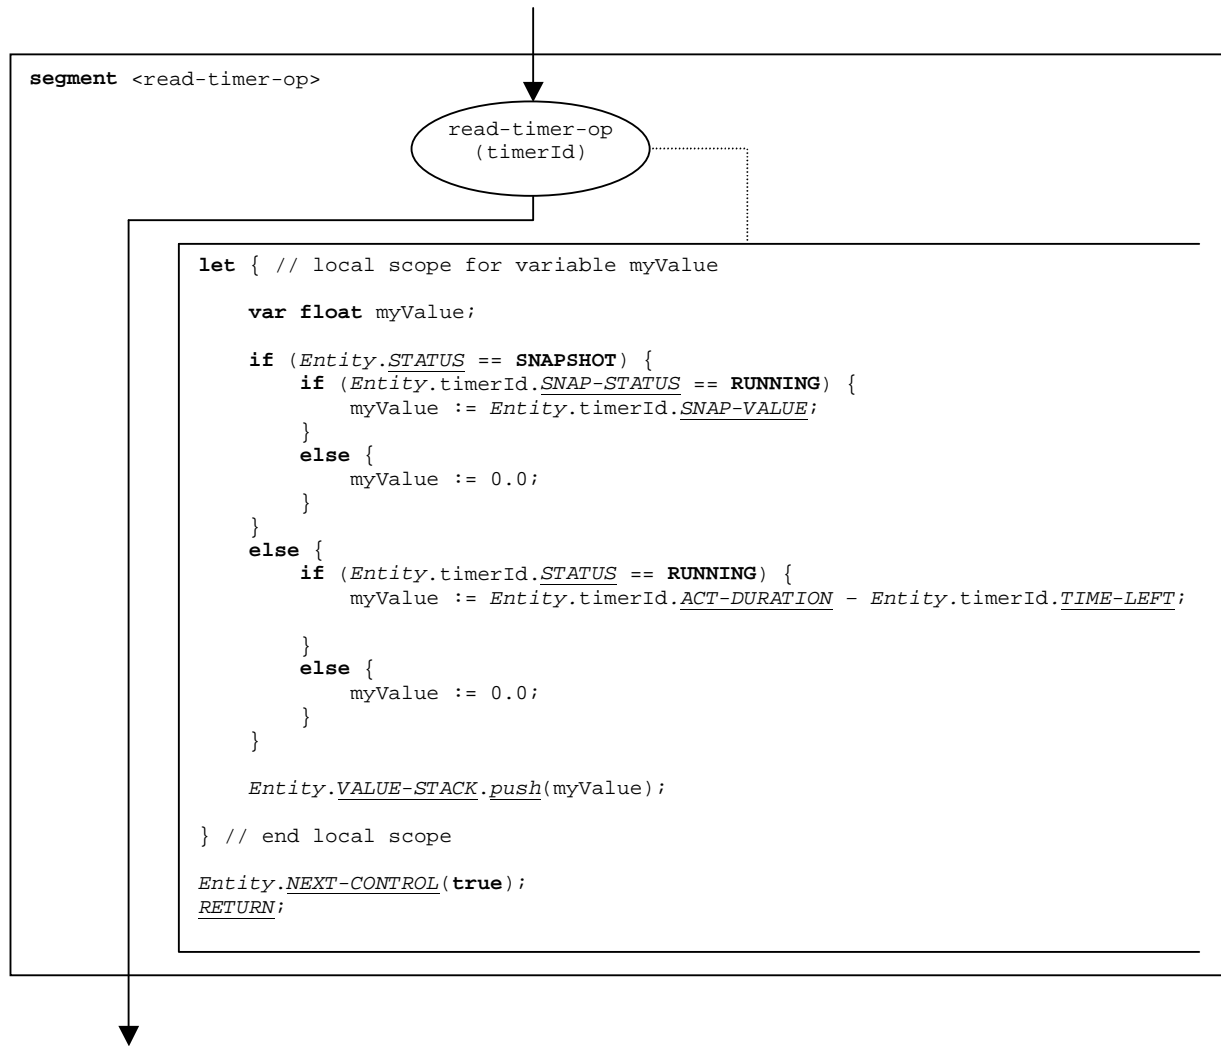 segment <read-timer-op>
read-timer-op
(timerId)
let { // local scope for variable myValue
var float myValue;
if (Entity.STATUS == SNAPSHOT) {
if (Entity.timerId.SNAP-STATUS == RUNNING) {
myValue := Entity.timerId.SNAP-VALUE;
}
else {
myValue := 0.0;
}
}
else {
if (Entity.timerId.STATUS == RUNNING) {
myValue := Entity.timerId.ACT-DURATION – Entity.timerId.TIME-LEFT;
}
else {
myValue := 0.0;
}
}
Entity.VALUE-STACK.push(myValue);
} // end local scope
Entity.NEXT-CONTROL(true);
RETURN;